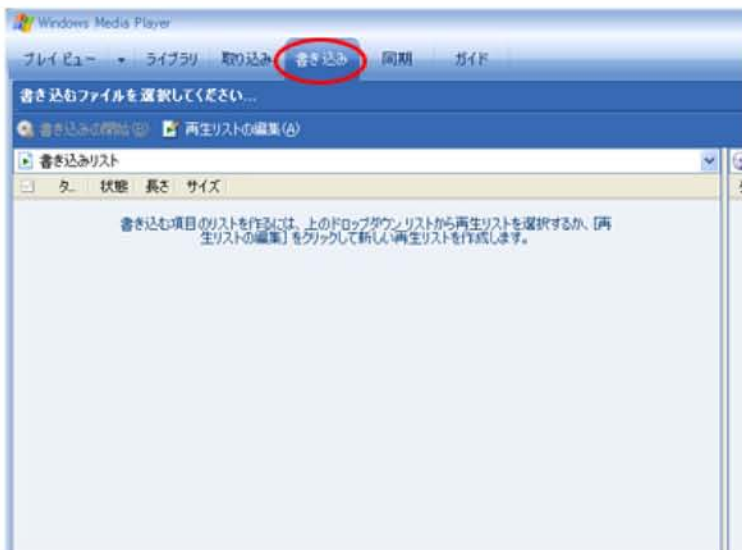 Windows Media Player
プレイ ビュー ライブラリ 取り込み 書き込み 同期 ガイド
書き込むファイルを選択してください...
書き込みの開始(B) 再生リストの編集(A)
書き込みリスト
タ... 状態 長さ サイズ
書き込む項目のリストを作るには、上のドロップダウン リストから再生リストを選択するか、[再
生リストの編集] をクリックして新しい再生リストを作成します。